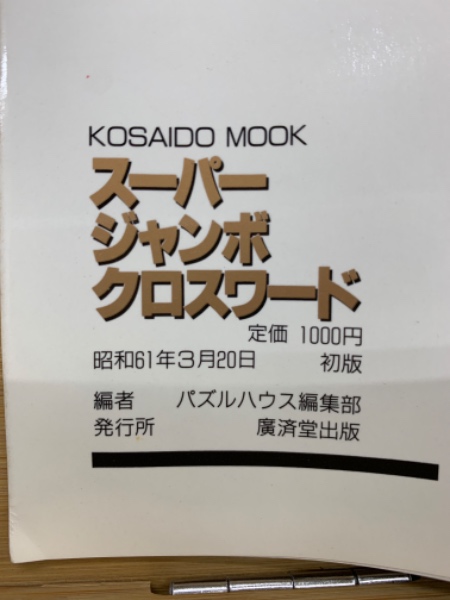 KOSAIDO MOOK
スーパー
ジャンボ
クロスワード
定価 1000円
昭和61年3月20日 初版
編者 パズルハウス編集部
発行所 廣済堂出版